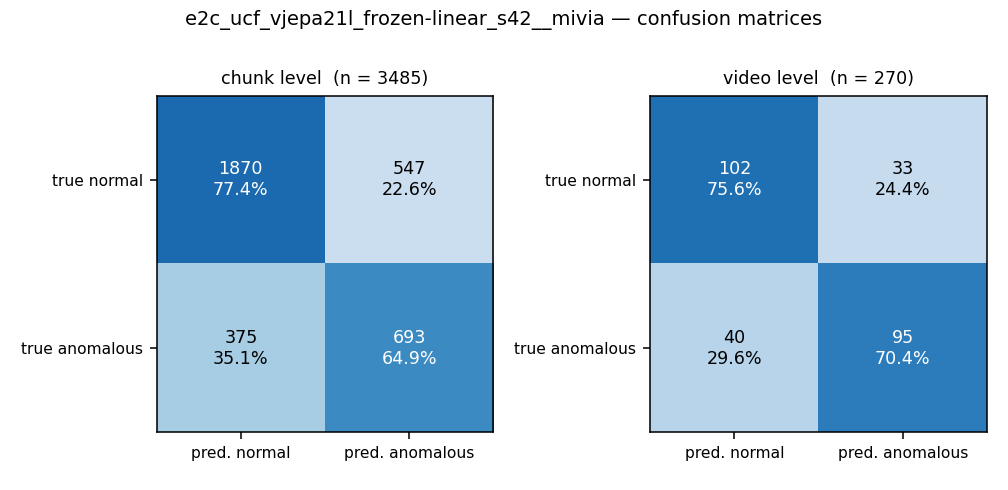 e2c_ucf_vjepa21l_frozen-linear_s42__mivia — confusion matrices
chunk level  (n = 3485)
true normal
1870
77.4%
547
22.6%
true anomalous
375
35.1%
693
64.9%
pred. normal
pred. anomalous
video level  (n = 270)
true normal
102
75.6%
33
24.4%
true anomalous
40
29.6%
95
70.4%
pred. normal
pred. anomalous